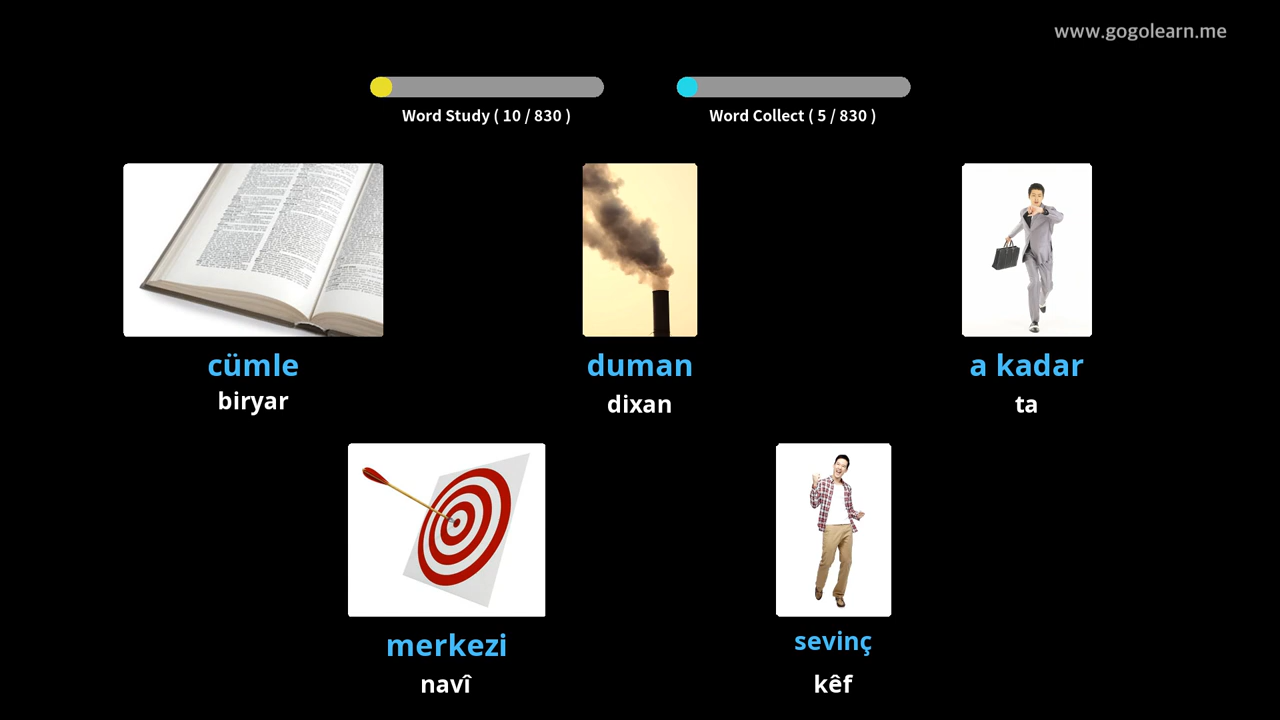 www.gogolearn.me
Word Study ( 10 / 830 )
Word Collect ( 5 / 830 )
cümle
biryar
duman
dixan
a kadar
ta
merkezi
navî
sevinç
kêf